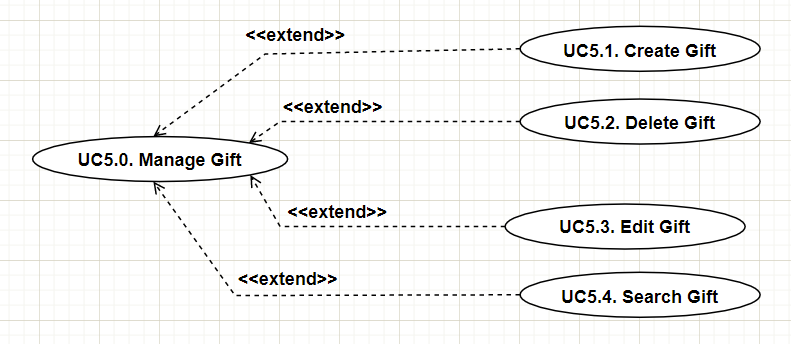 <<extend>>
UC5.1. Create Gift
<<extend>>
UC5.2. Delete Gift
UC5.0. Manage Gift
<<extend>>
UC5.3. Edit Gift
<<extend>>
UC5.4. Search Gift